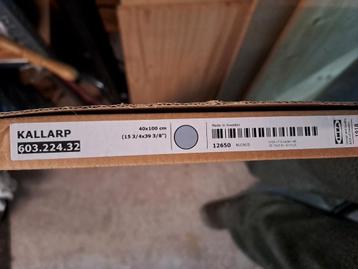 KALLARP
603.224.32
40x100 cm
(15 3/4x39 3/8")
Made in Sweden
12650
IKEA